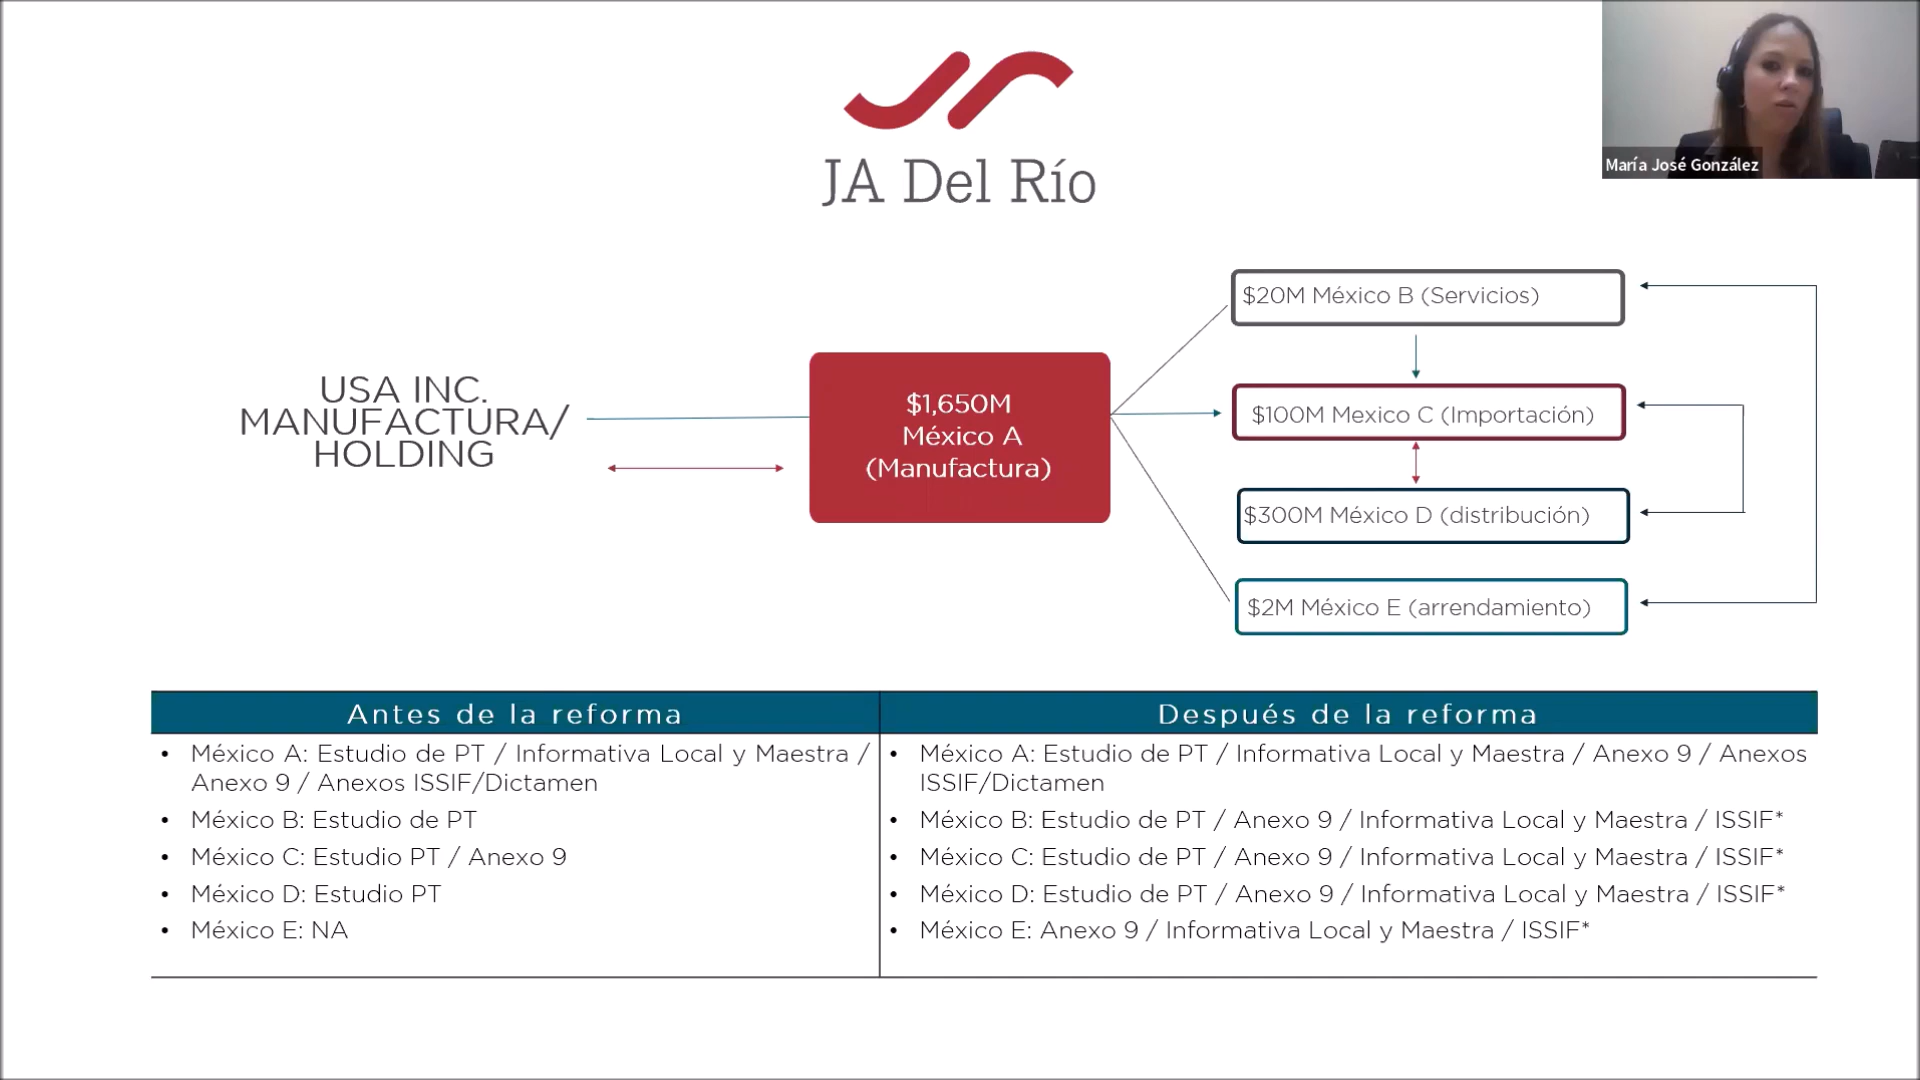 JA Del Río
María José González
USA INC.
MANUFACTURA/
HOLDING
$1,650M
México A
(Manufactura)
$20M México B (Servicios)
$100M Mexico C (Importación)
$300M México D (distribución)
$2M México E (arrendamiento)
Antes de la reforma
• México A: Estudio de PT / Informativa Local y Maestra /
Anexo 9 / Anexos ISSIF/Dictamen
• México B: Estudio de PT
• México C: Estudio PT / Anexo 9
• México D: Estudio PT
• México E: NA
Después de la reforma
• México A: Estudio de PT / Informativa Local y Maestra / Anexo 9 / Anexos
ISSIF/Dictamen
• México B: Estudio de PT / Anexo 9 / Informativa Local y Maestra / ISSIF*
• México C: Estudio de PT / Anexo 9 / Informativa Local y Maestra / ISSIF*
• México D: Estudio de PT / Anexo 9 / Informativa Local y Maestra / ISSIF*
• México E: Anexo 9 / Informativa Local y Maestra / ISSIF*